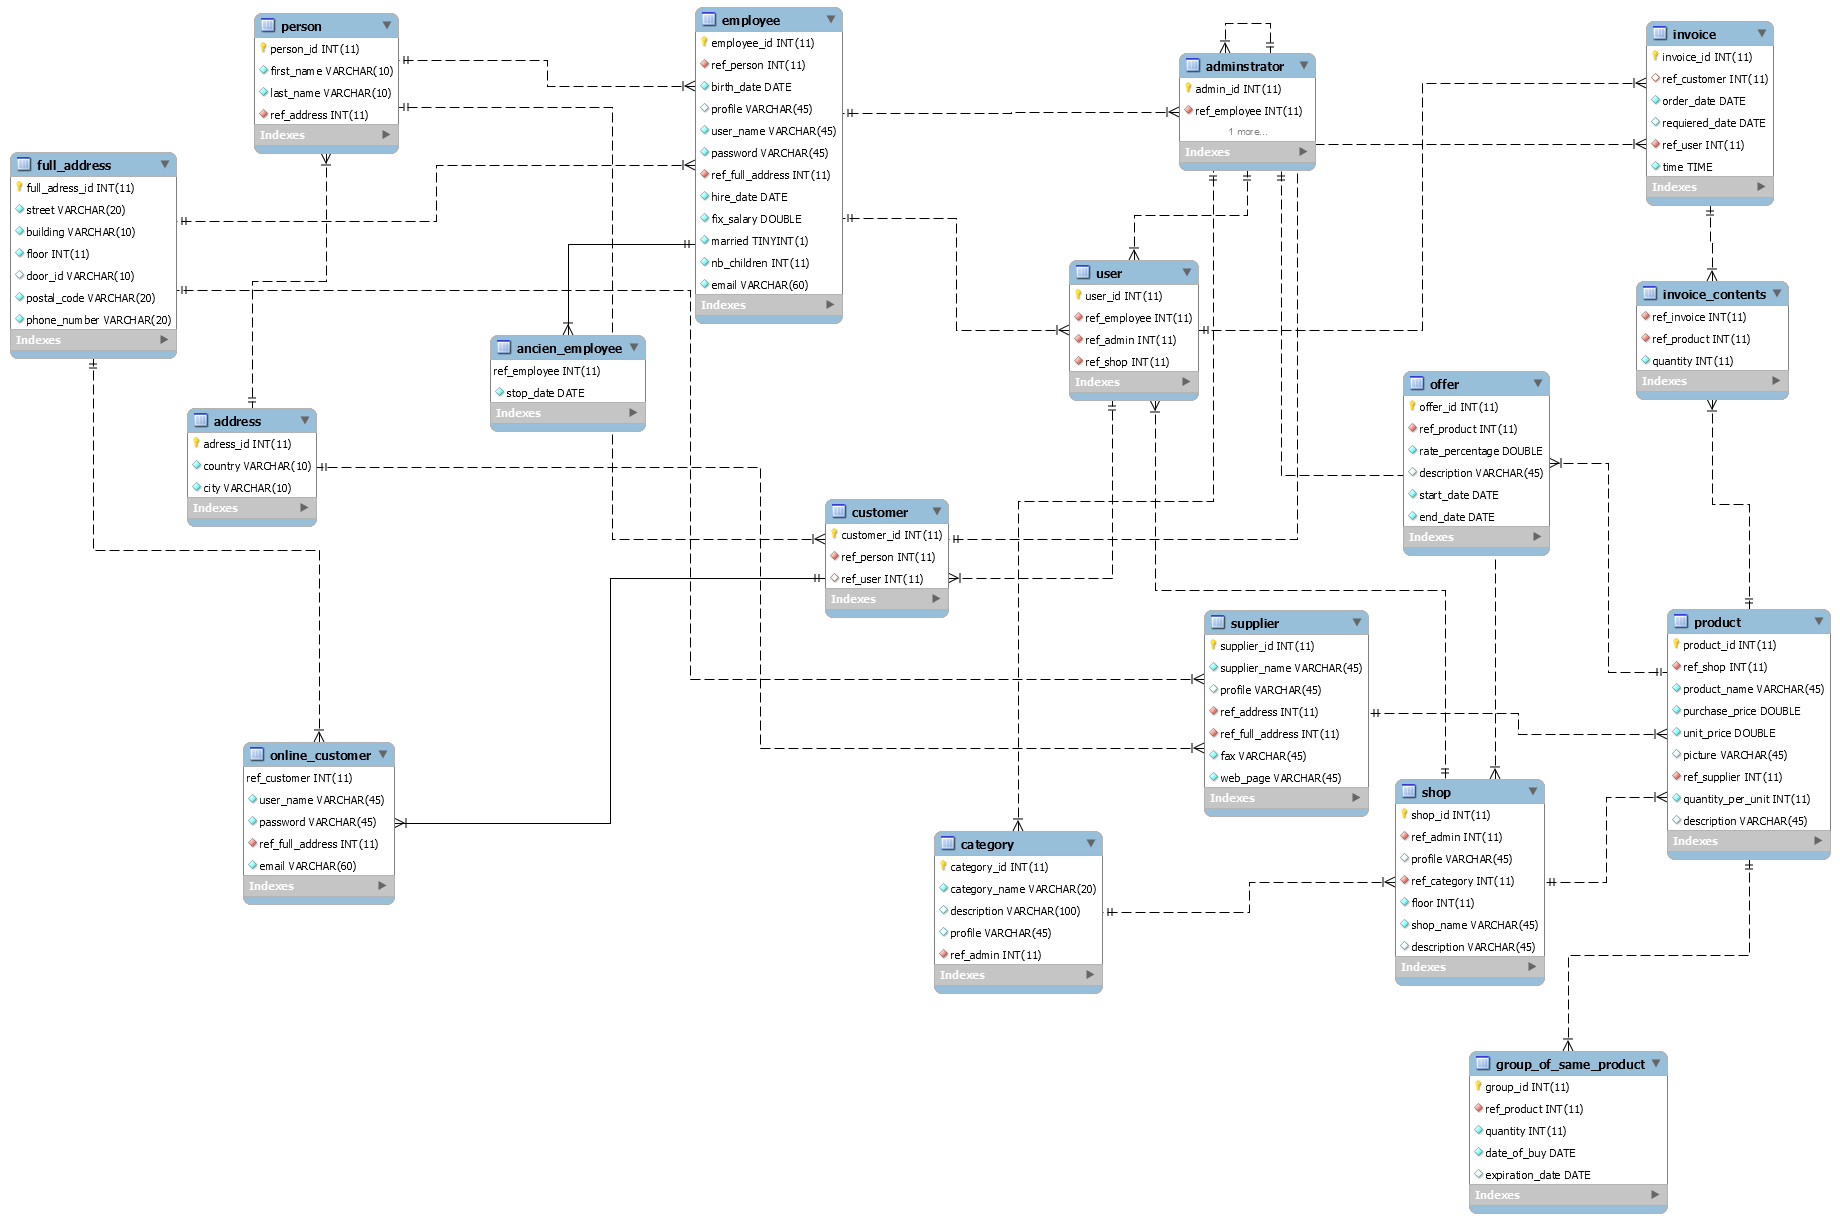 person
person_id INT(11)
first_name VARCHAR(10)
last_name VARCHAR(10)
ref_address INT(11)
Indexes
employee
employee_id INT(11)
ref_person INT(11)
birth_date DATE
profile VARCHAR(45)
user_name VARCHAR(45)
password VARCHAR(45)
ref_full_address INT(11)
hire_date DATE
fix_salary DOUBLE
married TINYINT(1)
nb_children INT(11)
email VARCHAR(60)
Indexes
adminstrator
admin_id INT(11)
ref_employee INT(11)
1 more...
Indexes
invoice
invoice_id INT(11)
ref_customer INT(11)
order_date DATE
requiered_date DATE
ref_user INT(11)
time TIME
Indexes
full_address
full_adress_id INT(11)
street VARCHAR(20)
building VARCHAR(10)
floor INT(11)
door_id VARCHAR(10)
postal_code VARCHAR(20)
phone_number VARCHAR(20)
Indexes
user
user_id INT(11)
ref_employee INT(11)
ref_admin INT(11)
ref_shop INT(11)
Indexes
invoice_contents
ref_invoice INT(11)
ref_product INT(11)
quantity INT(11)
Indexes
ancien_employee
ref_employee INT(11)
stop_date DATE
Indexes
offer
offer_id INT(11)
ref_product INT(11)
rate_percentage DOUBLE
description VARCHAR(45)
start_date DATE
end_date DATE
Indexes
address
adress_id INT(11)
country VARCHAR(10)
city VARCHAR(10)
Indexes
customer
customer_id INT(11)
ref_person INT(11)
ref_user INT(11)
Indexes
supplier
supplier_id INT(11)
supplier_name VARCHAR(45)
profile VARCHAR(45)
ref_address INT(11)
ref_full_address INT(11)
fax VARCHAR(45)
web_page VARCHAR(45)
Indexes
product
product_id INT(11)
ref_shop INT(11)
product_name VARCHAR(45)
purchase_price DOUBLE
unit_price DOUBLE
picture VARCHAR(45)
ref_supplier INT(11)
quantity_per_unit INT(11)
description VARCHAR(45)
Indexes
online_customer
ref_customer INT(11)
user_name VARCHAR(45)
password VARCHAR(45)
ref_full_address INT(11)
email VARCHAR(60)
Indexes
shop
shop_id INT(11)
ref_admin INT(11)
profile VARCHAR(45)
ref_category INT(11)
floor INT(11)
shop_name VARCHAR(45)
description VARCHAR(45)
Indexes
category
category_id INT(11)
category_name VARCHAR(20)
description VARCHAR(100)
profile VARCHAR(45)
ref_admin INT(11)
Indexes
group_of_same_product
group_id INT(11)
ref_product INT(11)
quantity INT(11)
date_of_buy DATE
expiration_date DATE
Indexes